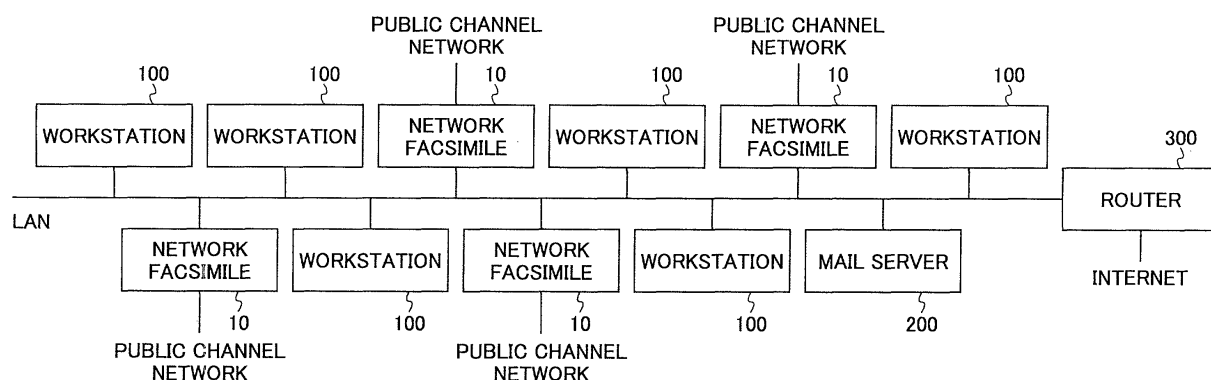 PUBLIC CHANNEL
NETWORK
PUBLIC CHANNEL
NETWORK
100
100
10
100
10
100
WORKSTATION
WORKSTATION
NETWORK
FACSIMILE
WORKSTATION
NETWORK
FACSIMILE
WORKSTATION
300
ROUTER
LAN
NETWORK
FACSIMILE
WORKSTATION
NETWORK
FACSIMILE
WORKSTATION
MAIL SERVER
INTERNET
10
100
10
100
200
PUBLIC CHANNEL
NETWORK
PUBLIC CHANNEL
NETWORK